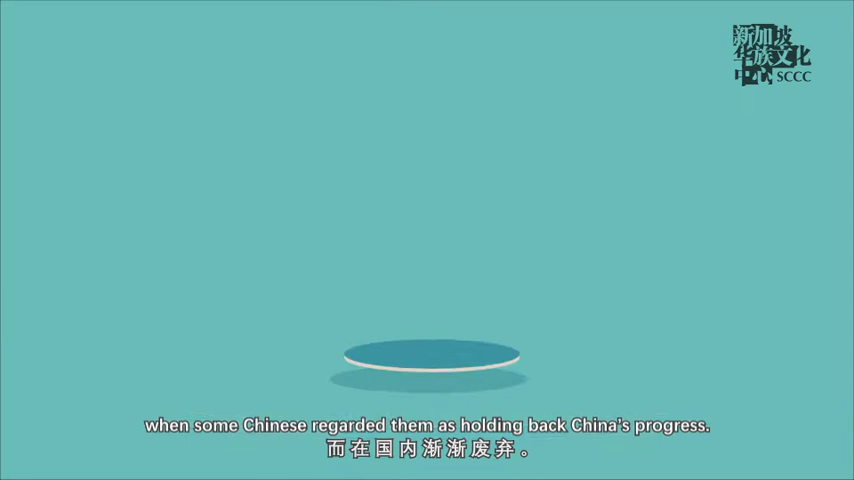 新加坡
华族文化
中心 SCCC
when some Chinese regarded them as holding back China's progress.
而在国内渐渐废弃。